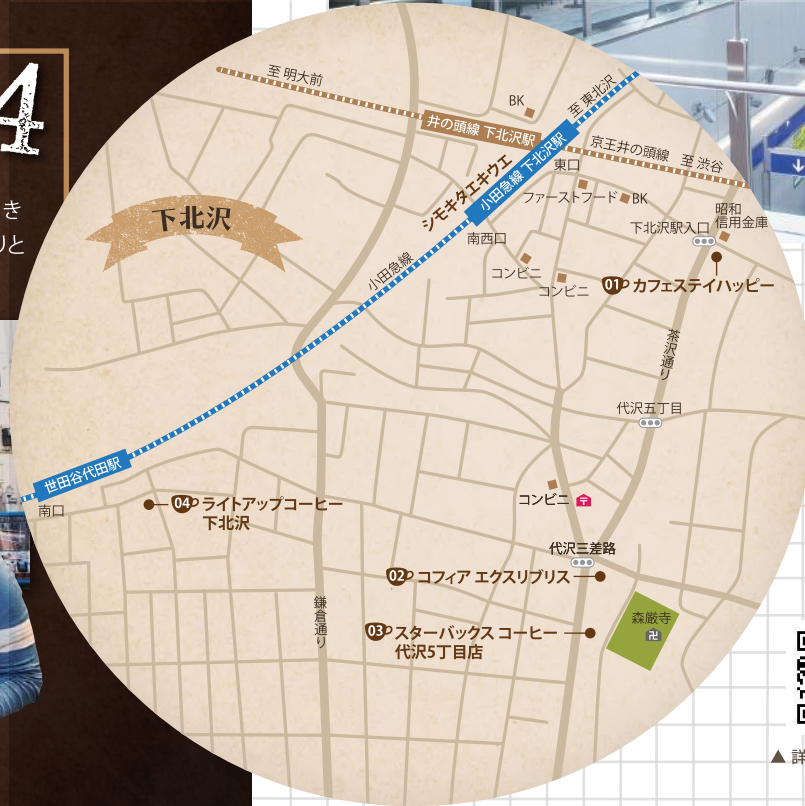 4
き
りと
至 明大前
BK
至 東北沢
井の頭線 下北沢駅
京王井の頭線 至 渋谷
小田急線 下北沢駅
シモキタエキウエ
東口
ファーストフード
BK
昭和
信用金庫
下北沢駅入口
下北沢
南西口
コンビニ
コンビニ
小田急線
01 カフェステイハッピー
茶沢通り
代沢五丁目
世田谷代田駅
南口
04 ライトアップコーヒー
下北沢
コンビニ
〒
代沢三差路
02 コフィア エクスリブリス
鎌倉通り
03 スターバックス コーヒー
代沢5丁目店
森厳寺
卍
▲ 詳